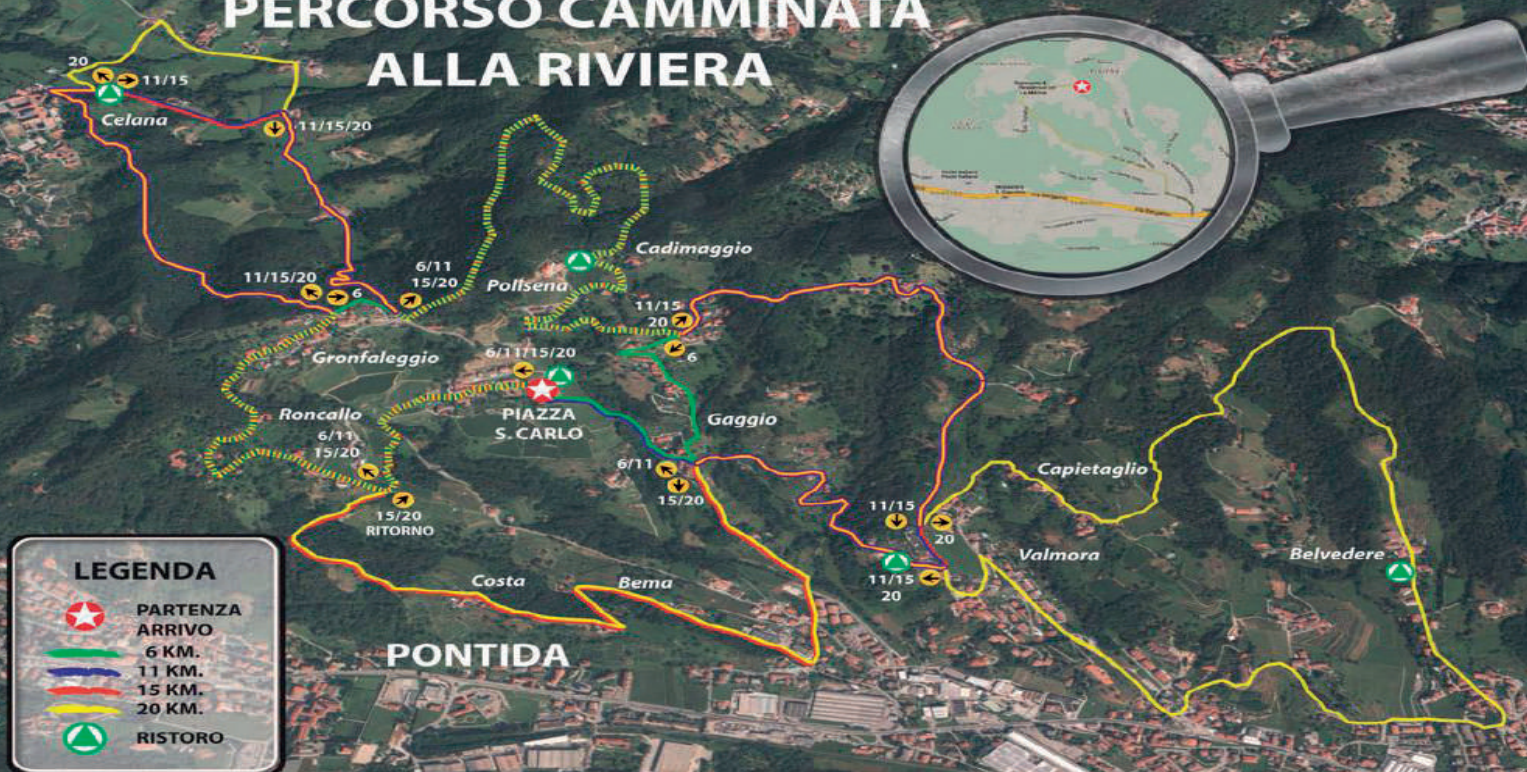 PERCORSO CAMMINATA
ALLA RIVIERA
20
11/15
Celana
11/15/20
Cadimaggio
11/15/20
6
6/11
15/20
Pollsena
11/15
20
6
Gronfaleggio
6/11/15/20
PIAZZA
S. CARLO
Gaggio
Roncallo
6/11
15/20
6/11
15/20
15/20
RITORNO
Capietaglio
11/15
20
Valmora
Belvedere
11/15
20
Costa
Bema
PONTIDA
LEGENDA
PARTENZA
ARRIVO
6 KM.
11 KM.
15 KM.
20 KM.
RISTORO